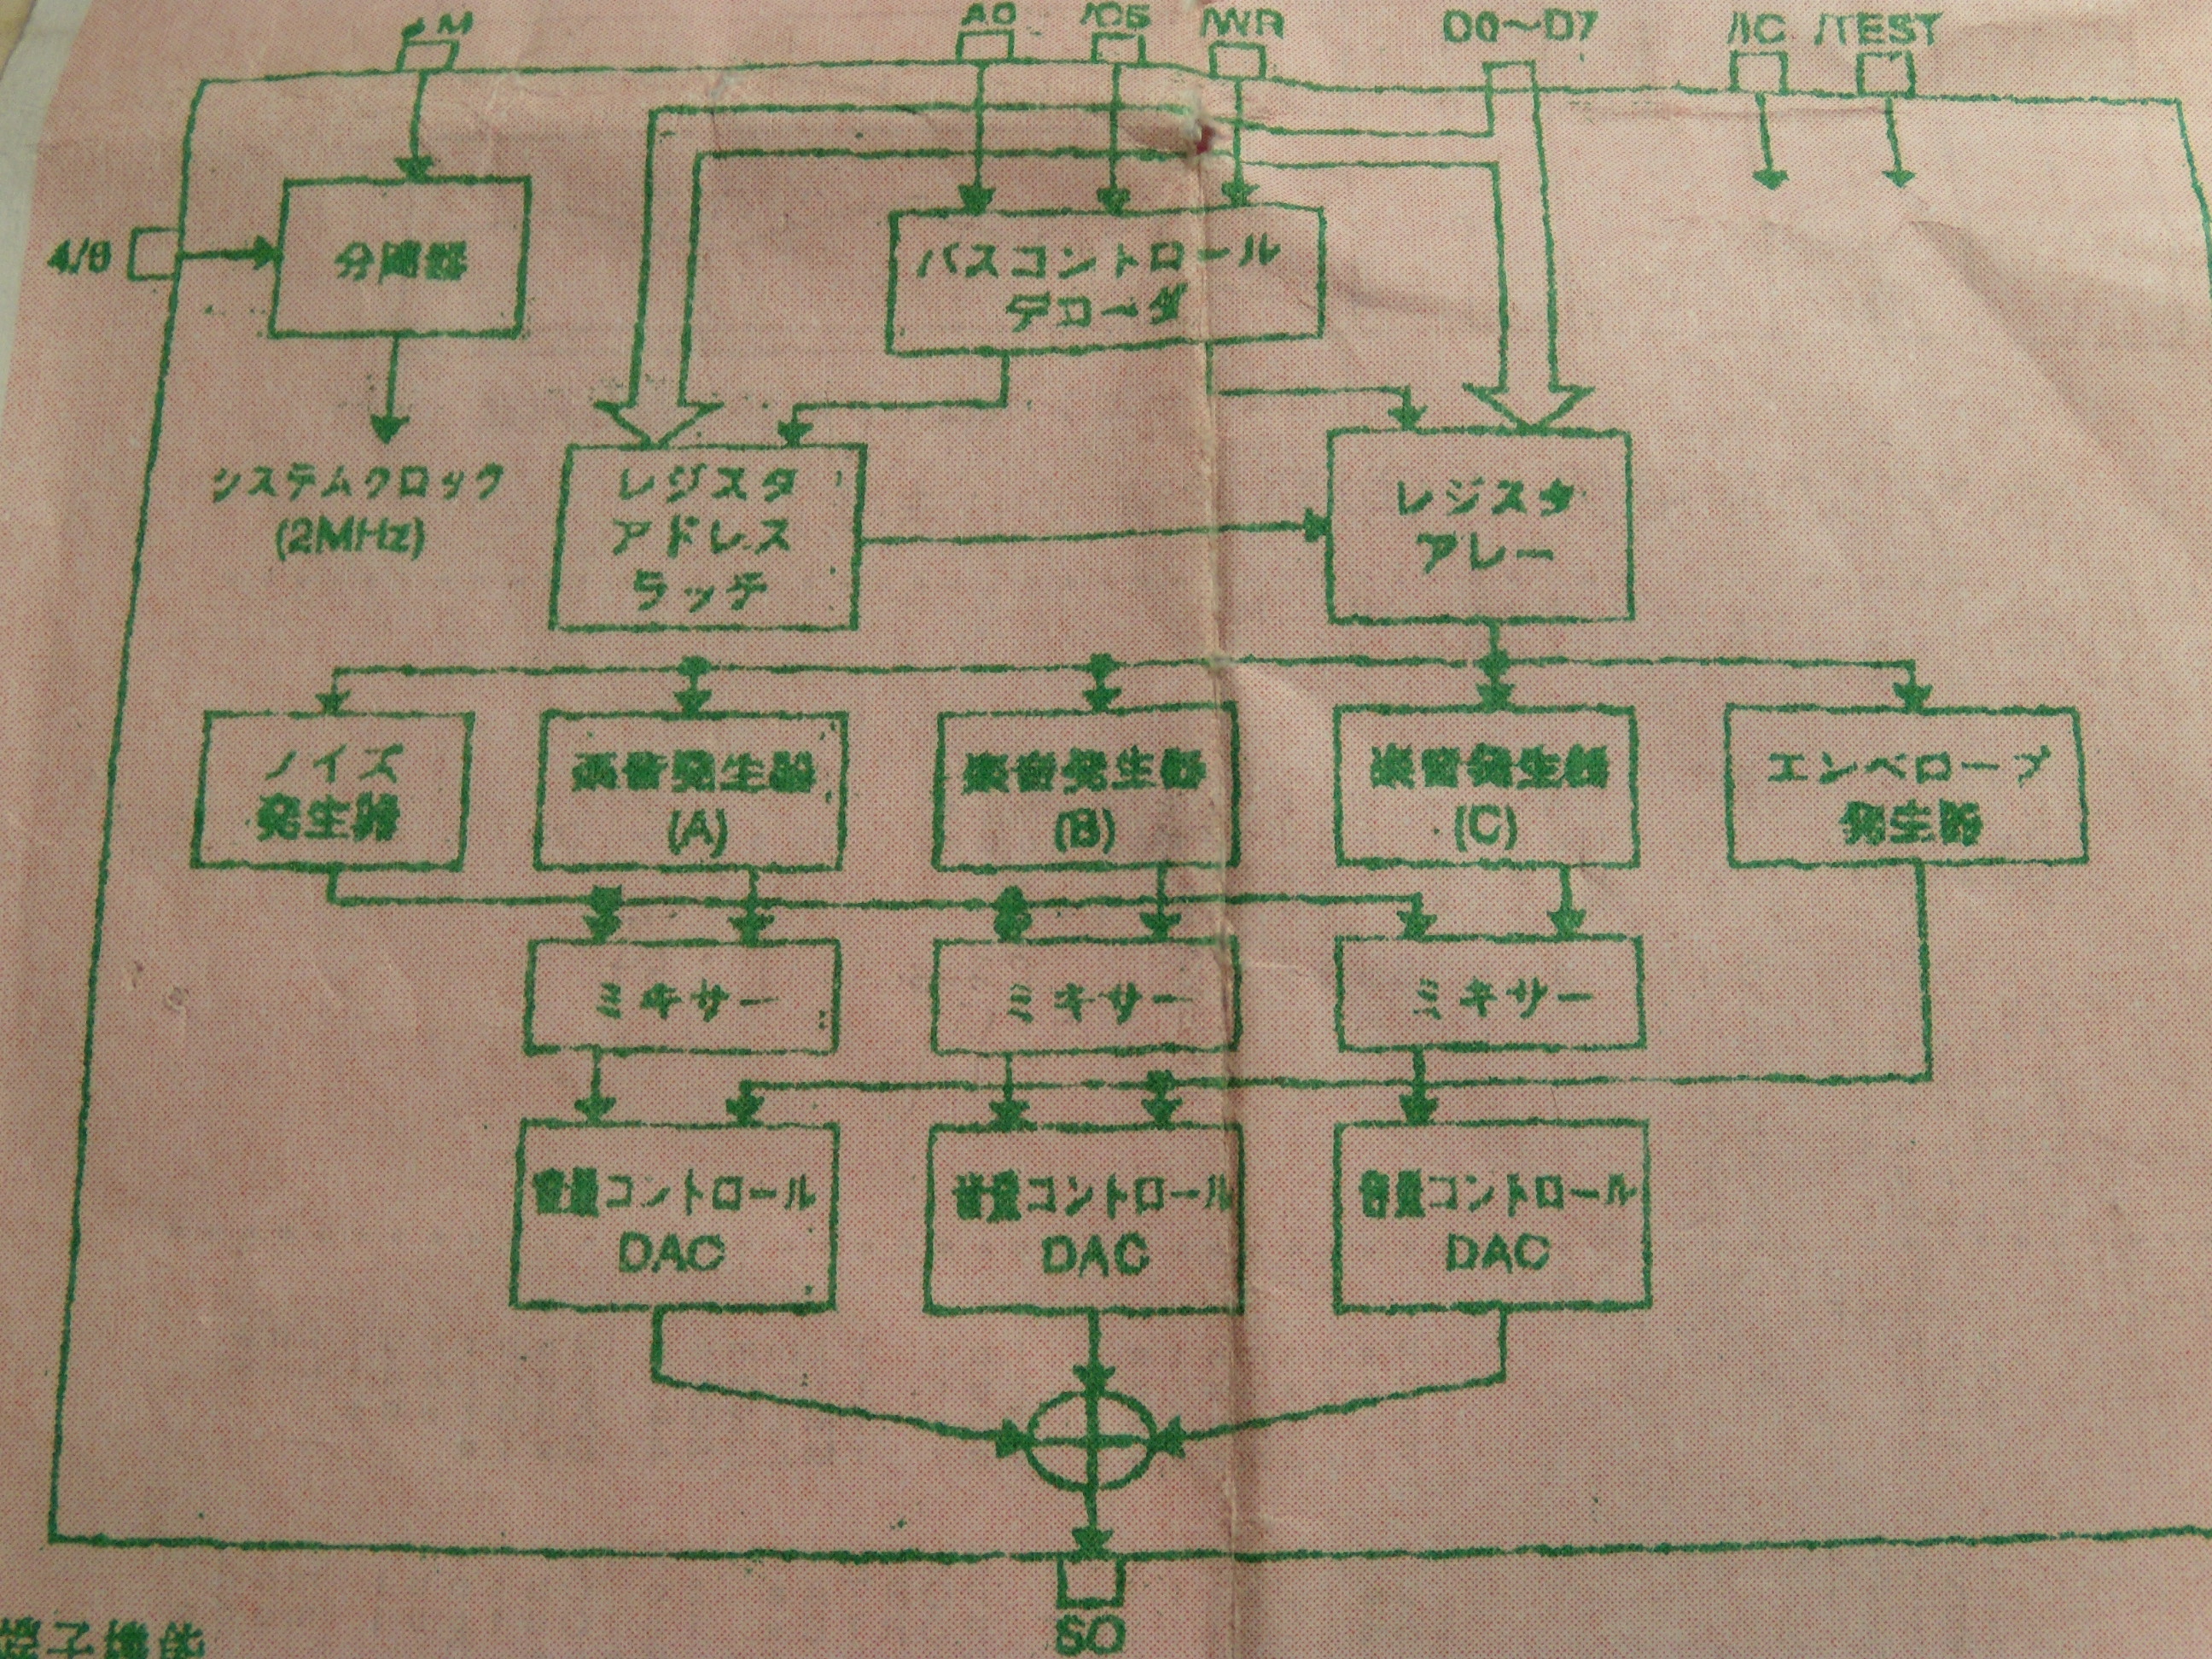 φM
A0
/CS
/WR
D0〜D7
/IC
/TEST
4/8
分周器
バスコントロール
デコーダ
システムクロック
(2MHz)
レジスタ
アドレス
ラッチ
レジスタ
アレー
ノイズ
発生器
楽音発生器
(A)
楽音発生器
(B)
楽音発生器
(C)
エンベロープ
発生器
ミキサー
ミキサー
ミキサー
音量コントロール
DAC
音量コントロール
DAC
音量コントロール
DAC
SO
端子機能